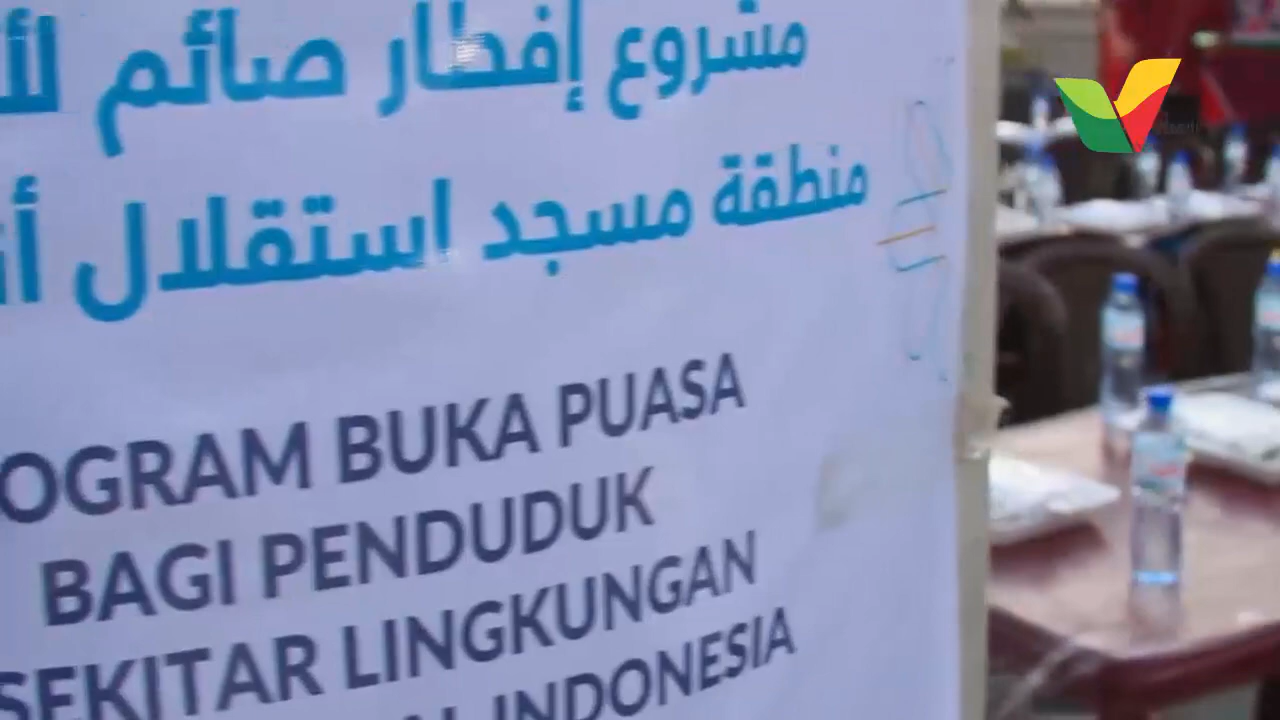 مشروع إفطار صائم
منطقة مسجد استقلال
OGRAM BUKA PUASA
BAGI PENDUDUK
SEKITAR LINGKUNGAN
INDONESIA